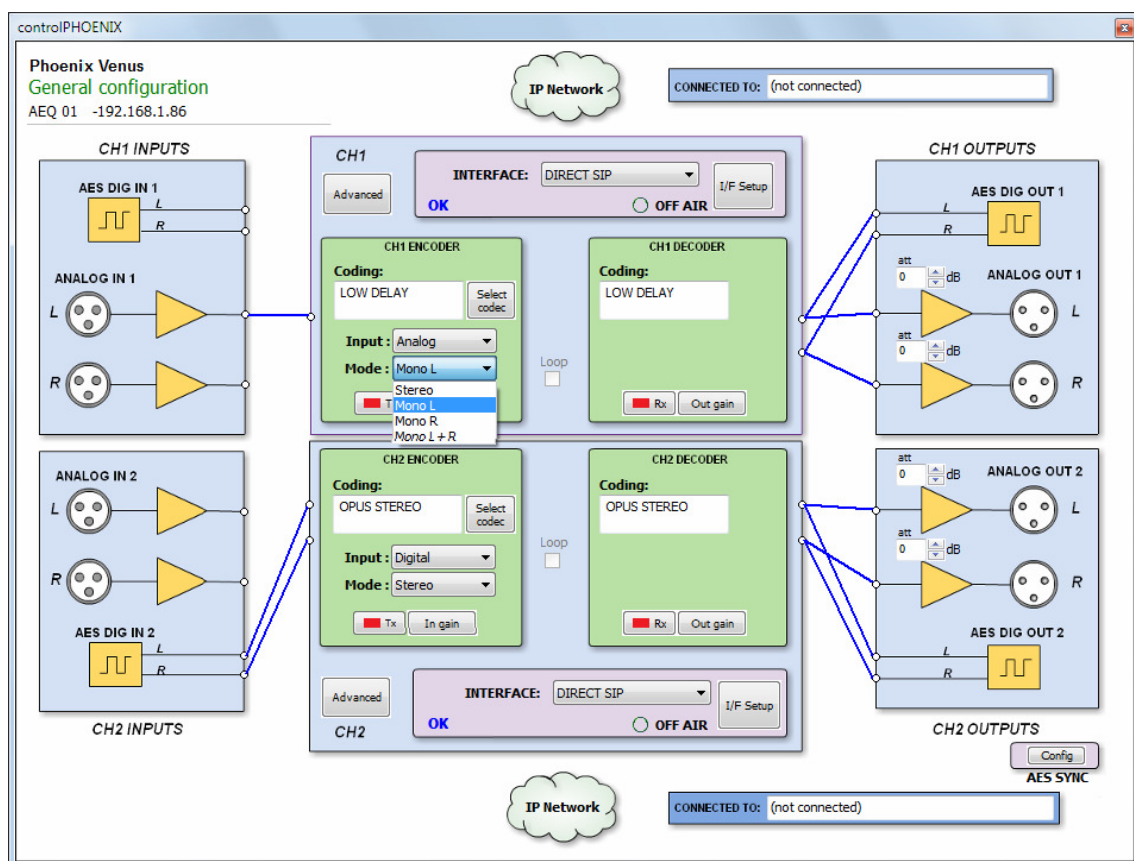 controlPHOENIX
Phoenix Venus
General configuration
AEQ 01 -192.168.1.86
IP Network
CONNECTED TO: (not connected)
CH1 INPUTS
AES DIG IN 1
L
R
ANALOG IN 1
L
R
CH1
Advanced
INTERFACE: DIRECT SIP
I/F Setup
OK
OFF AIR
CH1 ENCODER
Coding:
LOW DELAY
Select
codec
Input : Analog
Mode : Mono L
Stereo
Mono L
Mono R
Mono L + R
T
Loop
CH1 DECODER
Coding:
LOW DELAY
Rx
Out gain
CH1 OUTPUTS
AES DIG OUT 1
L
R
att
0 dB
ANALOG OUT 1
L
att
0 dB
R
ANALOG IN 2
L
R
AES DIG IN 2
L
R
CH2 INPUTS
CH2 ENCODER
Coding:
OPUS STEREO
Select
codec
Input : Digital
Mode : Stereo
Tx
In gain
Loop
CH2 DECODER
Coding:
OPUS STEREO
Rx
Out gain
Advanced
CH2
INTERFACE: DIRECT SIP
I/F Setup
OK
OFF AIR
att
0 dB
ANALOG OUT 2
L
att
0 dB
R
AES DIG OUT 2
L
R
CH2 OUTPUTS
Config
AES SYNC
IP Network
CONNECTED TO: (not connected)